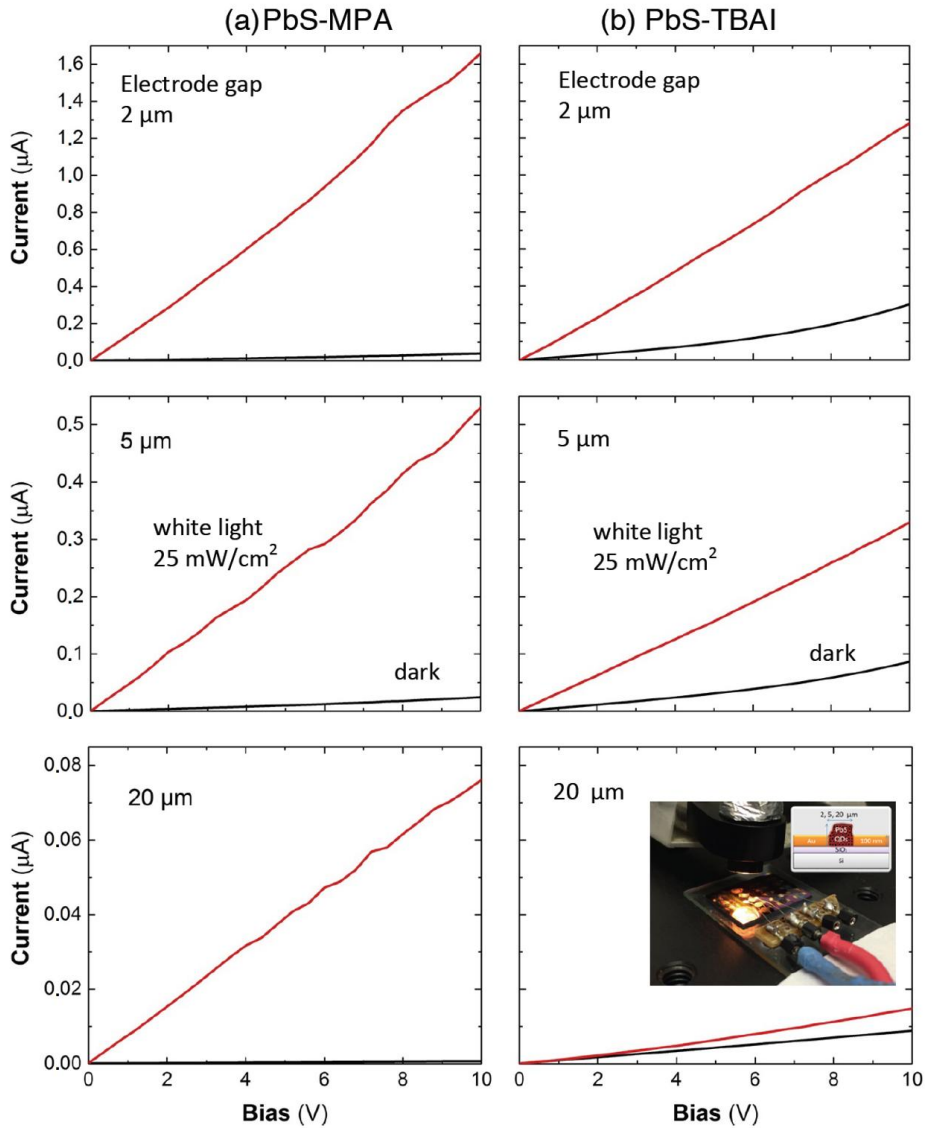 (a)PbS-MPA
(b) PbS-TBAI
Electrode gap
2 μm
Current (μA)
1.6
1.4
1.2
1.0
0.8
0.6
0.4
0.2
0.0
Electrode gap
2 μm
5 μm
white light
25 mW/cm²
dark
Current (μA)
0.5
0.4
0.3
0.2
0.1
0.0
5 μm
white light
25 mW/cm²
dark
20 μm
Current (μA)
0.08
0.06
0.04
0.02
0.00
0 2 4 6 8 10
Bias (V)
20 μm
2, 5, 20 μm
PbS
QDs
Au
100 nm
SiO₂
Si
0 2 4 6 8 10
Bias (V)